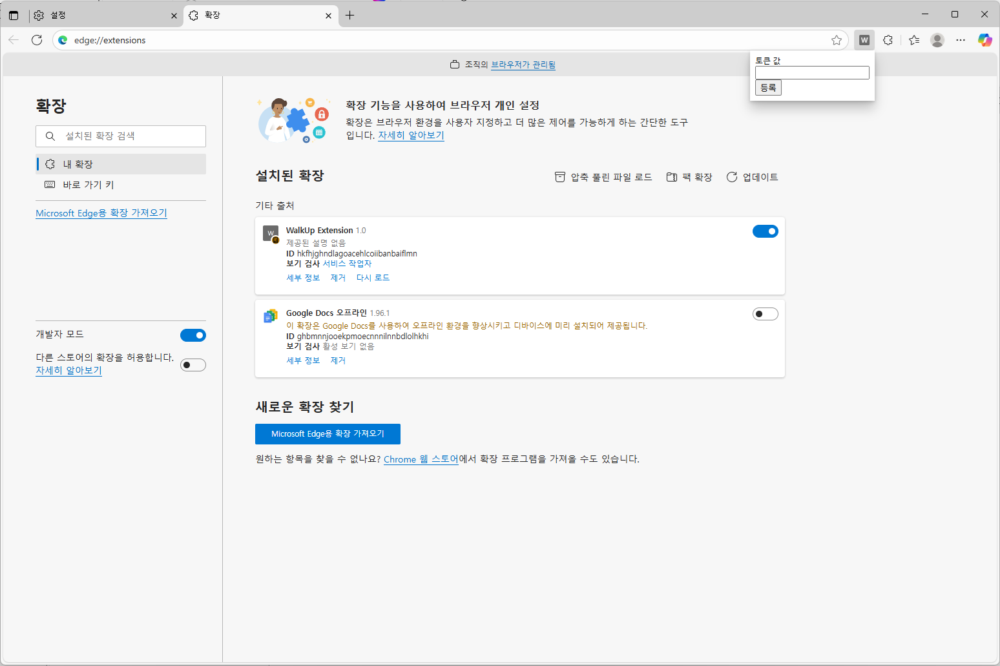 설정
확장
edge://extensions
W
토큰 값
등록
조직의 브라우저가 관리됨
확장
설치된 확장 검색
내 확장
바로 가기 키
Microsoft Edge용 확장 가져오기
개발자 모드
다른 스토어의 확장을 허용합니다.
자세히 알아보기
확장 기능을 사용하여 브라우저 개인 설정
확장은 브라우저 환경을 사용자 지정하고 더 많은 제어를 가능하게 하는 간단한 도구
입니다. 자세히 알아보기
설치된 확장
압축 풀린 파일 로드
팩 확장
업데이트
기타 출처
W
WalkUp Extension 1.0
제공된 설명 없음
ID hkfhjghndlagoacehlcoiibanbaiflmn
보기 검사 서비스 작업자
세부 정보 제거 다시 로드
Google Docs 오프라인 1.96.1
이 확장은 Google Docs를 사용하여 오프라인 환경을 향상시키고 디바이스에 미리 설치되어 제공됩니다.
ID ghbmnnjooekpmoecnnnilnnbdlolhkhi
보기 검사 활성 보기 없음
세부 정보 제거
새로운 확장 찾기
Microsoft Edge용 확장 가져오기
원하는 항목을 찾을 수 없나요? Chrome 웹 스토어에서 확장 프로그램을 가져올 수도 있습니다.